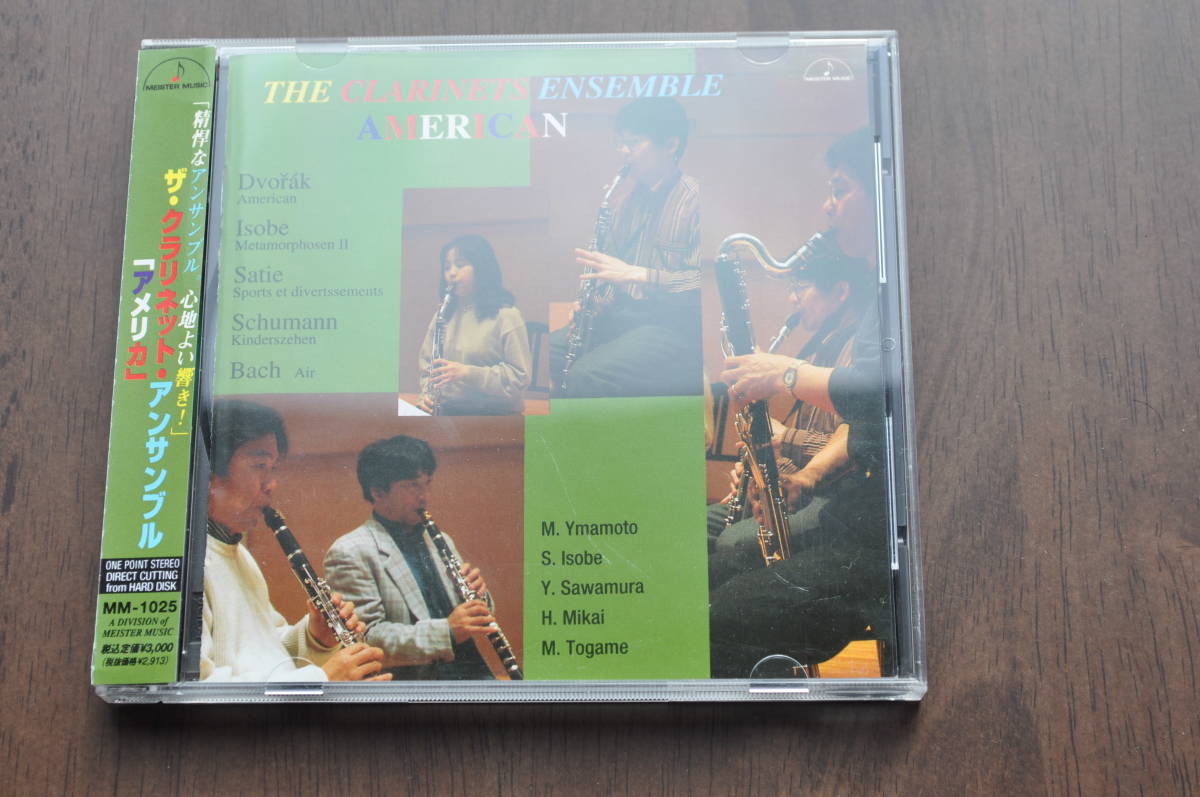 MEISTER MUSIC
「精悍なアンサンブル 心地よい響き！」
ザ・クラリネット・アンサンブル
「アメリカ」
ONE POINT STEREO
DIRECT CUTTING
from HARD DISK
MM-1025
A DIVISION of
MEISTER MUSIC
税込定価¥3,000
(税抜価格¥2,913)
THE CLARINETS ENSEMBLE
AMERICAN
MEISTER MUSIC
Dvořák
American
Isobe
Metamorphosen II
Satie
Sports et divertssements
Schumann
Kinderszehen
Bach Air
M. Ymamoto
S. Isobe
Y. Sawamura
H. Mikai
M. Togame